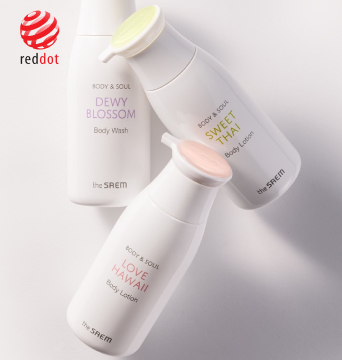 reddot
BODY & SOUL
DEWY
BLOSSOM
Body Wash
the SAEM
BODY & SOUL
SWEET
THAI
Body Lotion
the SAEM
BODY & SOUL
LOVE
HAWAII
Body Lotion
the SAEM